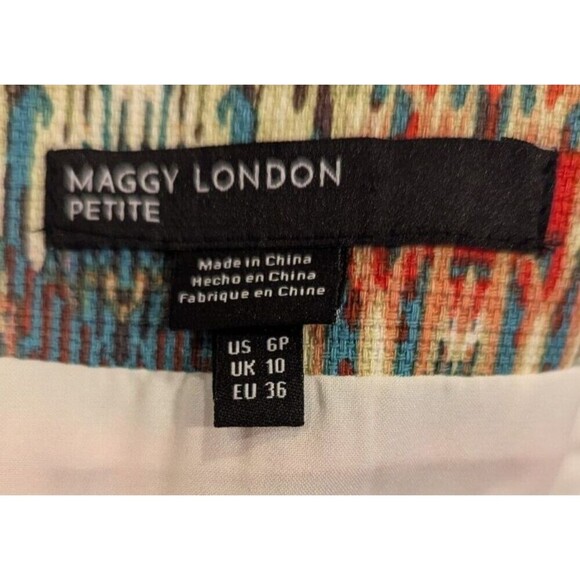 MAGGY LONDON
PETITE
Made in China
Hecho en China
Fabrique en Chine
US 6P
UK 10
EU 36